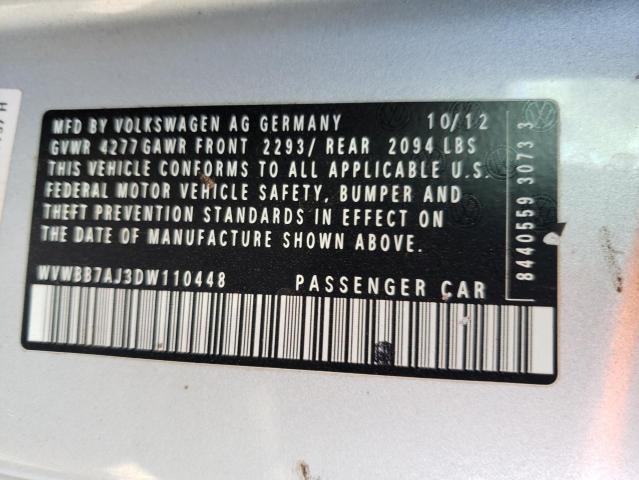 MFD BY VOLKSWAGEN AG GERMANY 10/12
GVWR 4277 GAWR FRONT 2293/ REAR 2094 LBS
THIS VEHICLE CONFORMS TO ALL APPLICABLE U.S.
FEDERAL MOTOR VEHICLE SAFETY, BUMPER AND
THEFT PREVENTION STANDARDS IN EFFECT ON
THE DATE OF MANUFACTURE SHOWN ABOVE.
WVWBB7AJ3DW110448 PASSENGER CAR
8440559 3073 3